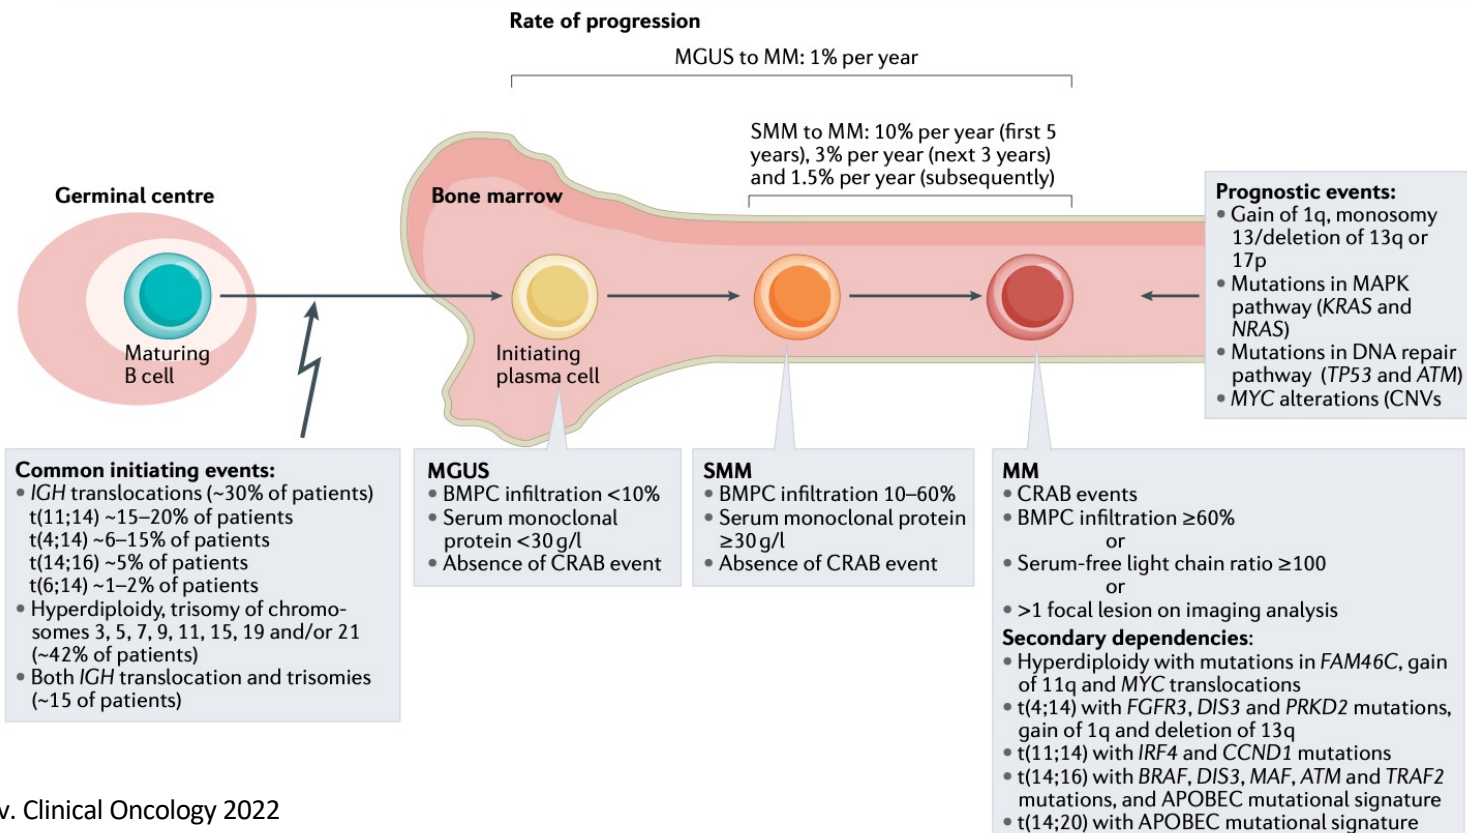 Rate of progression
MGUS to MM: 1% per year
SMM to MM: 10% per year (first 5
years), 3% per year (next 3 years)
and 1.5% per year (subsequently)
Germinal centre
Bone marrow
Maturing
B cell
Initiating
plasma cell
Prognostic events:
• Gain of 1q, monosomy
13/deletion of 13q or
17p
• Mutations in MAPK
pathway (KRAS and
NRAS)
• Mutations in DNA repair
pathway (TP53 and ATM)
• MYC alterations (CNVs
Common initiating events:
• IGH translocations (~30% of patients)
t(11;14) ~15–20% of patients
t(4;14) ~6–15% of patients
t(14;16) ~5% of patients
t(6;14) ~1–2% of patients
• Hyperdiploidy, trisomy of chromo-
somes 3, 5, 7, 9, 11, 15, 19 and/or 21
(~42% of patients)
• Both IGH translocation and trisomies
(~15 of patients)
MGUS
• BMPC infiltration <10%
• Serum monoclonal
protein <30 g/l
• Absence of CRAB event
SMM
• BMPC infiltration 10–60%
• Serum monoclonal protein
≥30 g/l
• Absence of CRAB event
MM
• CRAB events
• BMPC infiltration ≥60%
or
• Serum-free light chain ratio ≥100
or
• >1 focal lesion on imaging analysis
Secondary dependencies:
• Hyperdiploidy with mutations in FAM46C, gain
of 11q and MYC translocations
• t(4;14) with FGFR3, DIS3 and PRKD2 mutations,
gain of 1q and deletion of 13q
• t(11;14) with IRF4 and CCND1 mutations
• t(14;16) with BRAF, DIS3, MAF, ATM and TRAF2
mutations, and APOBEC mutational signature
• t(14;20) with APOBEC mutational signature
v. Clinical Oncology 2022